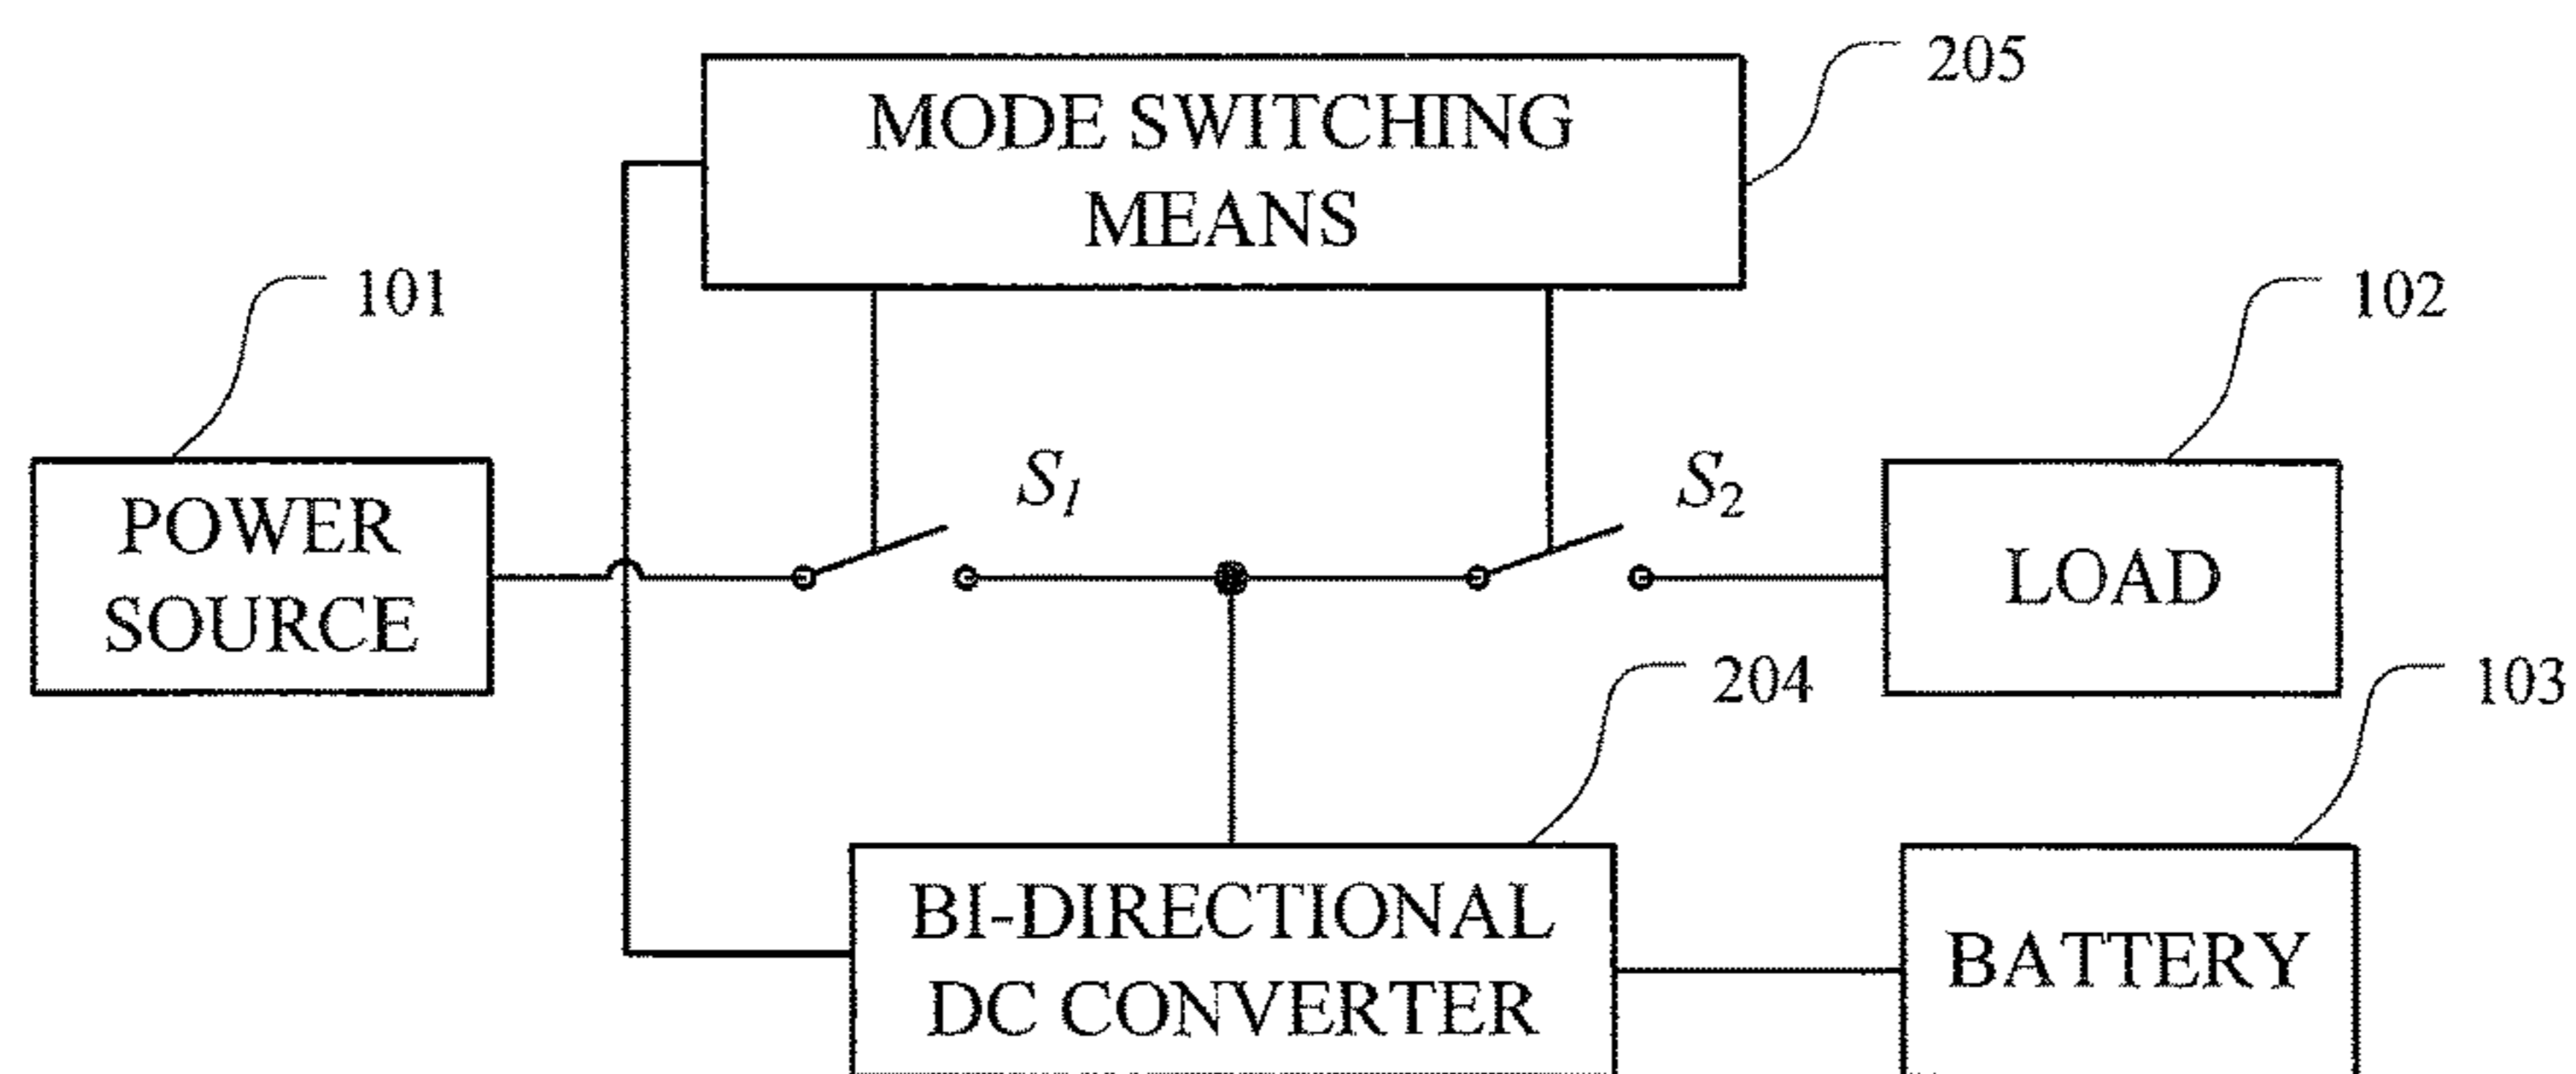 205
MODE SWITCHING
MEANS
101
102
S1
S2
POWER
SOURCE
LOAD
204
103
BI-DIRECTIONAL
DC CONVERTER
BATTERY